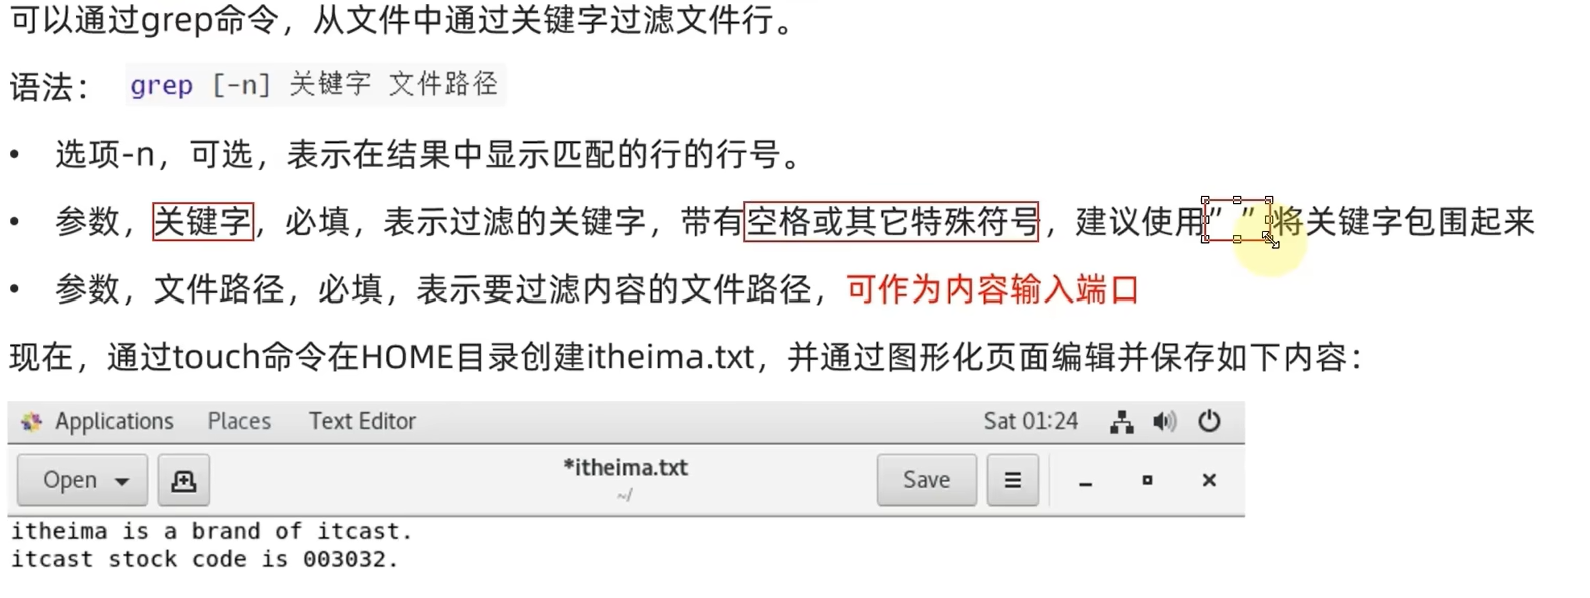 可以通过grep命令，从文件中通过关键字过滤文件行。
语法： grep [-n] 关键字 文件路径
• 选项-n，可选，表示在结果中显示匹配的行的行号。
• 参数，关键字，必填，表示过滤的关键字，带有空格或其它特殊符号，建议使用””将关键字包围起来
• 参数，文件路径，必填，表示要过滤内容的文件路径，可作为内容输入端口
现在，通过touch命令在HOME目录创建itheima.txt，并通过图形化页面编辑并保存如下内容：
Applications Places Text Editor Sat 01:24
Open *itheima.txt Save
~/
itheima is a brand of itcast.
itcast stock code is 003032.